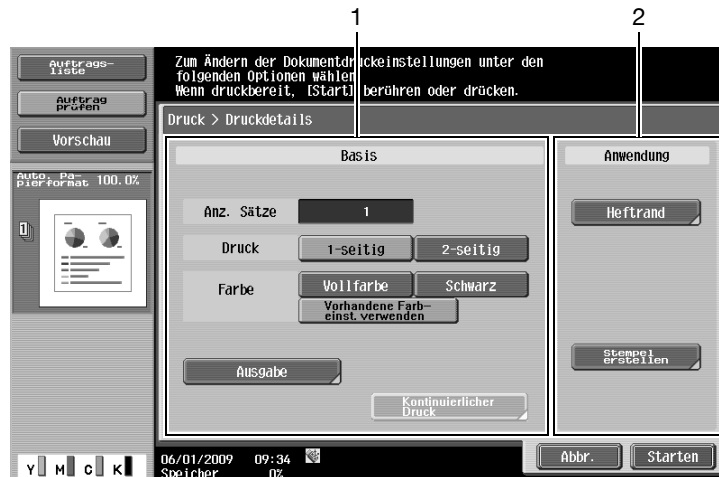 1 2
Auftrags-
liste
Auftrag
prüfen
Vorschau
Auto. Pa-
pierformat 100.0%
1
Zum Ändern der Dokumentdruckeinstellungen unter den
folgenden Optionen wählen
Wenn druckbereit, [Start] berühren oder drücken.
Druck > Druckdetails
Basis
Anz. Sätze 1
Druck 1-seitig 2-seitig
Farbe Vollfarbe Schwarz
Vorhandene Farb-
einst. verwenden
Ausgabe
Kontinuierlicher
Druck
Anwendung
Heftrand
Stempel
erstellen
Y M C K
06/01/2009 09:34
Speicher 0%
Abbr. Starten